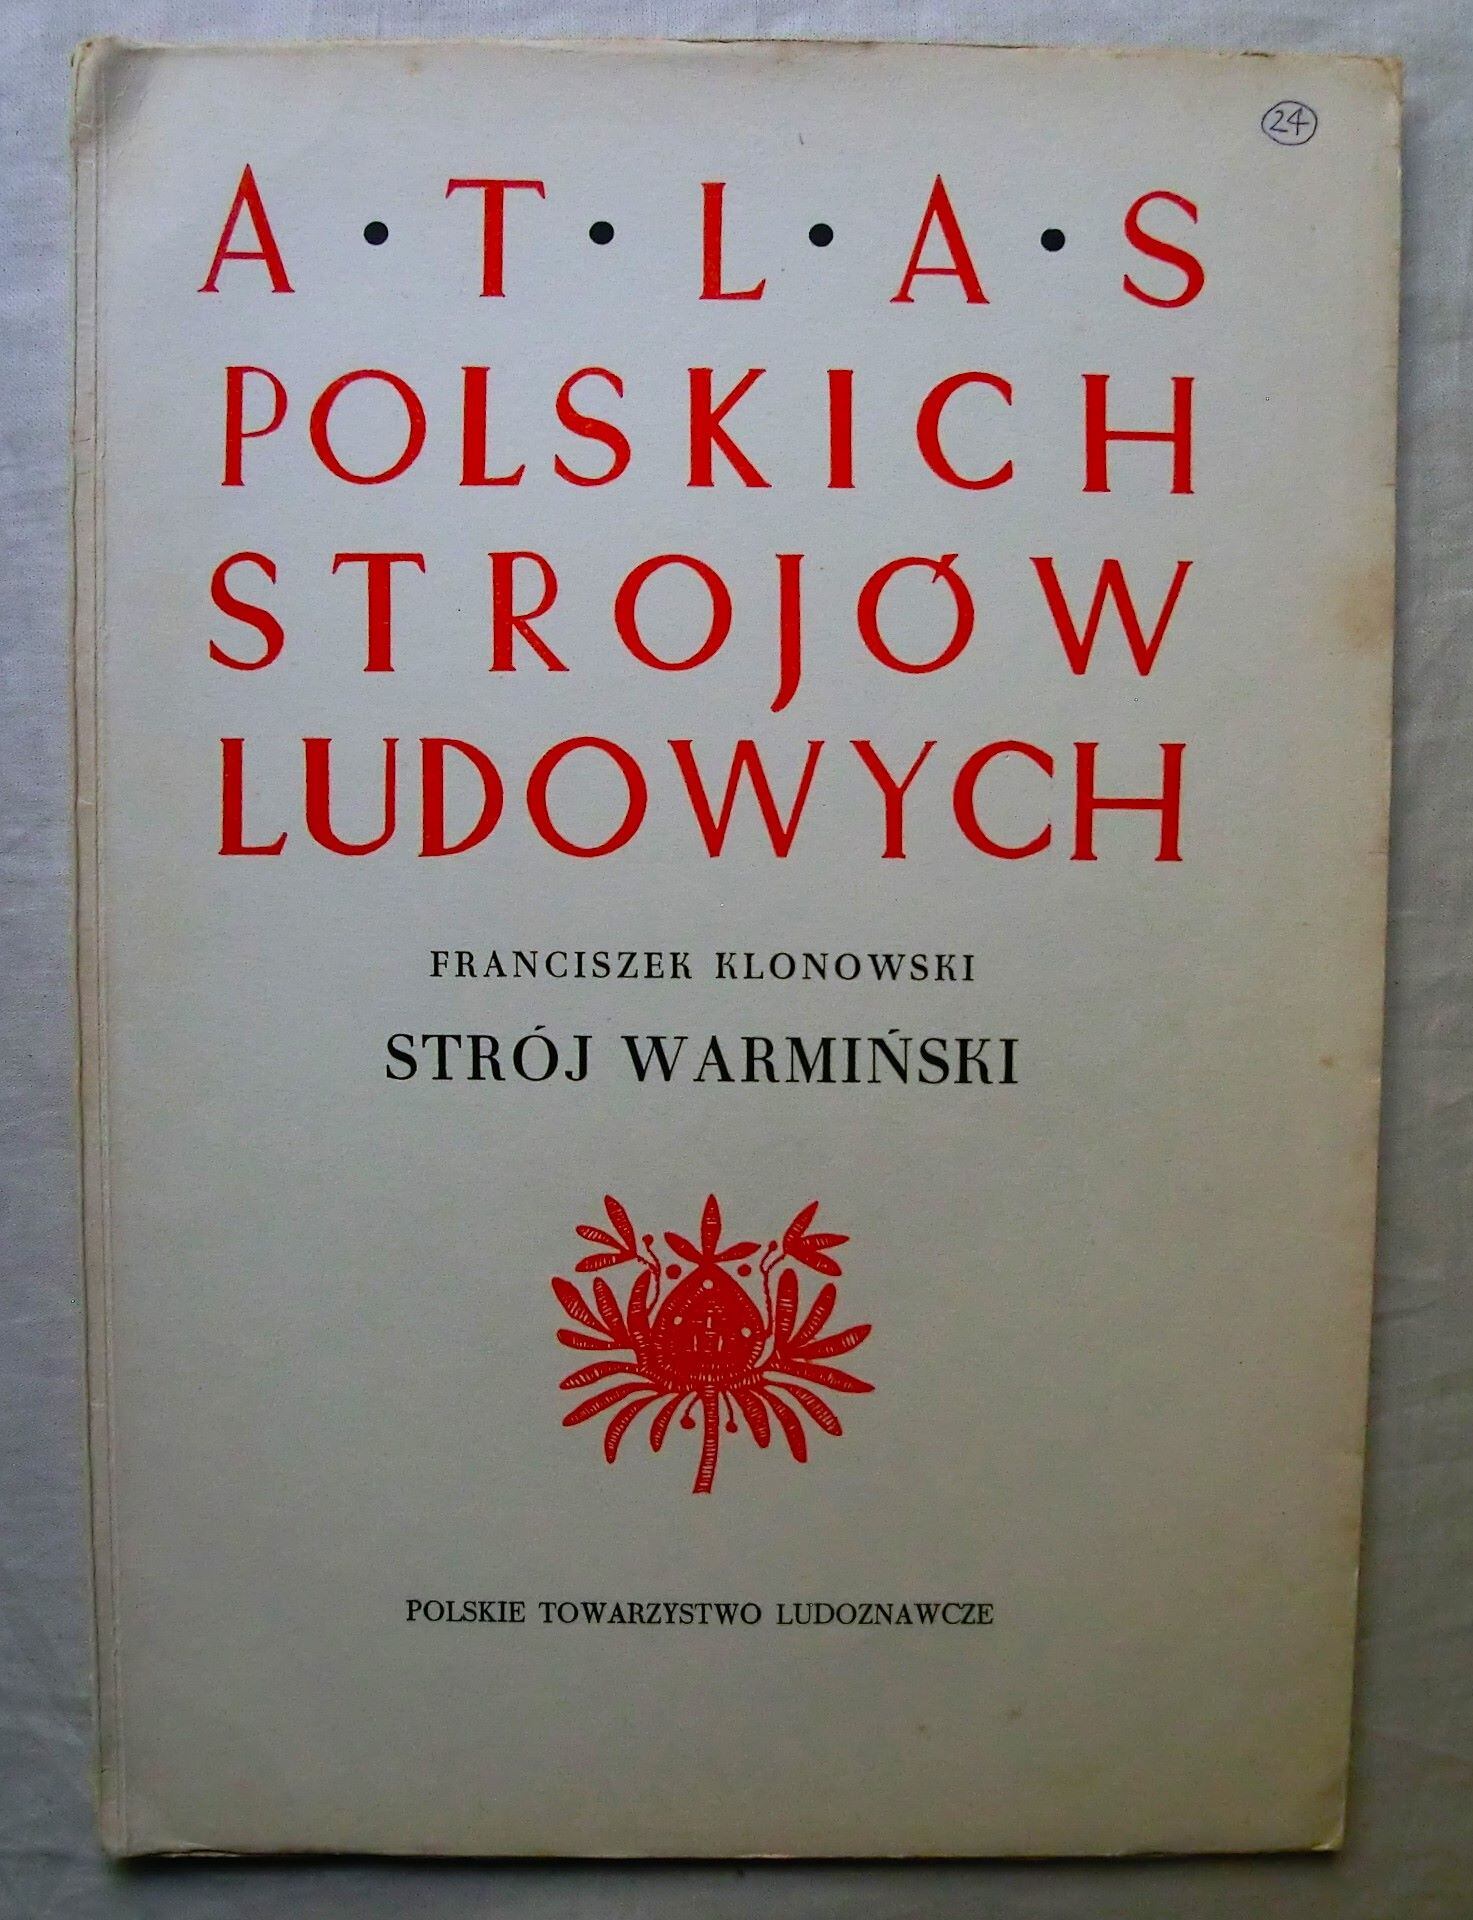 24
A·T·L·A·S
POLSKICH
STROJÓW
LUDOWYCH
FRANCISZEK KLONOWSKI
STRÓJ WARMIŃSKI
POLSKIE TOWARZYSTWO LUDOZNAWCZE